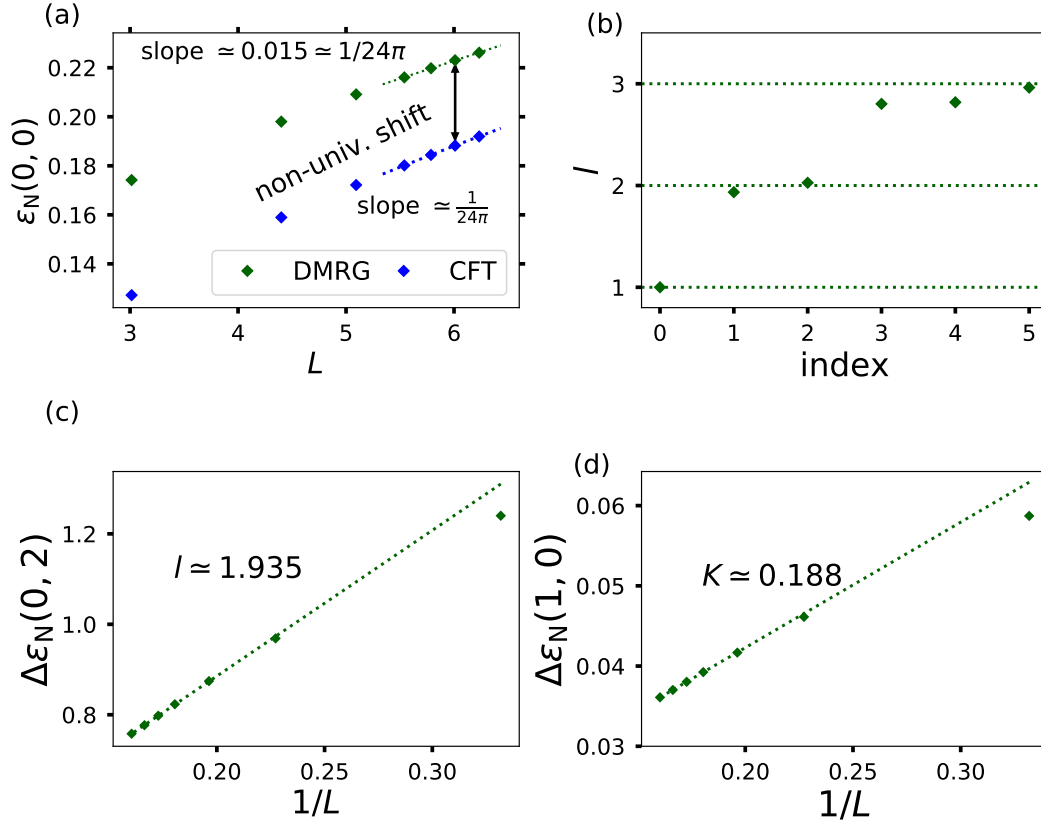 (a)
slope ≃ 0.015 ≃ 1/24π
0.22
0.20
0.18
0.16
0.14
ε_N(0, 0)
non-univ. shift
slope ≃ 1/24π
DMRG
CFT
3 4 5 6
L
(b)
3
2
1
l
0 1 2 3 4 5
index
(c)
1.2
1.0
0.8
Δε_N(0, 2)
l ≃ 1.935
0.20 0.25 0.30
1/L
(d)
0.06
0.05
0.04
0.03
Δε_N(1, 0)
K ≃ 0.188
0.20 0.25 0.30
1/L